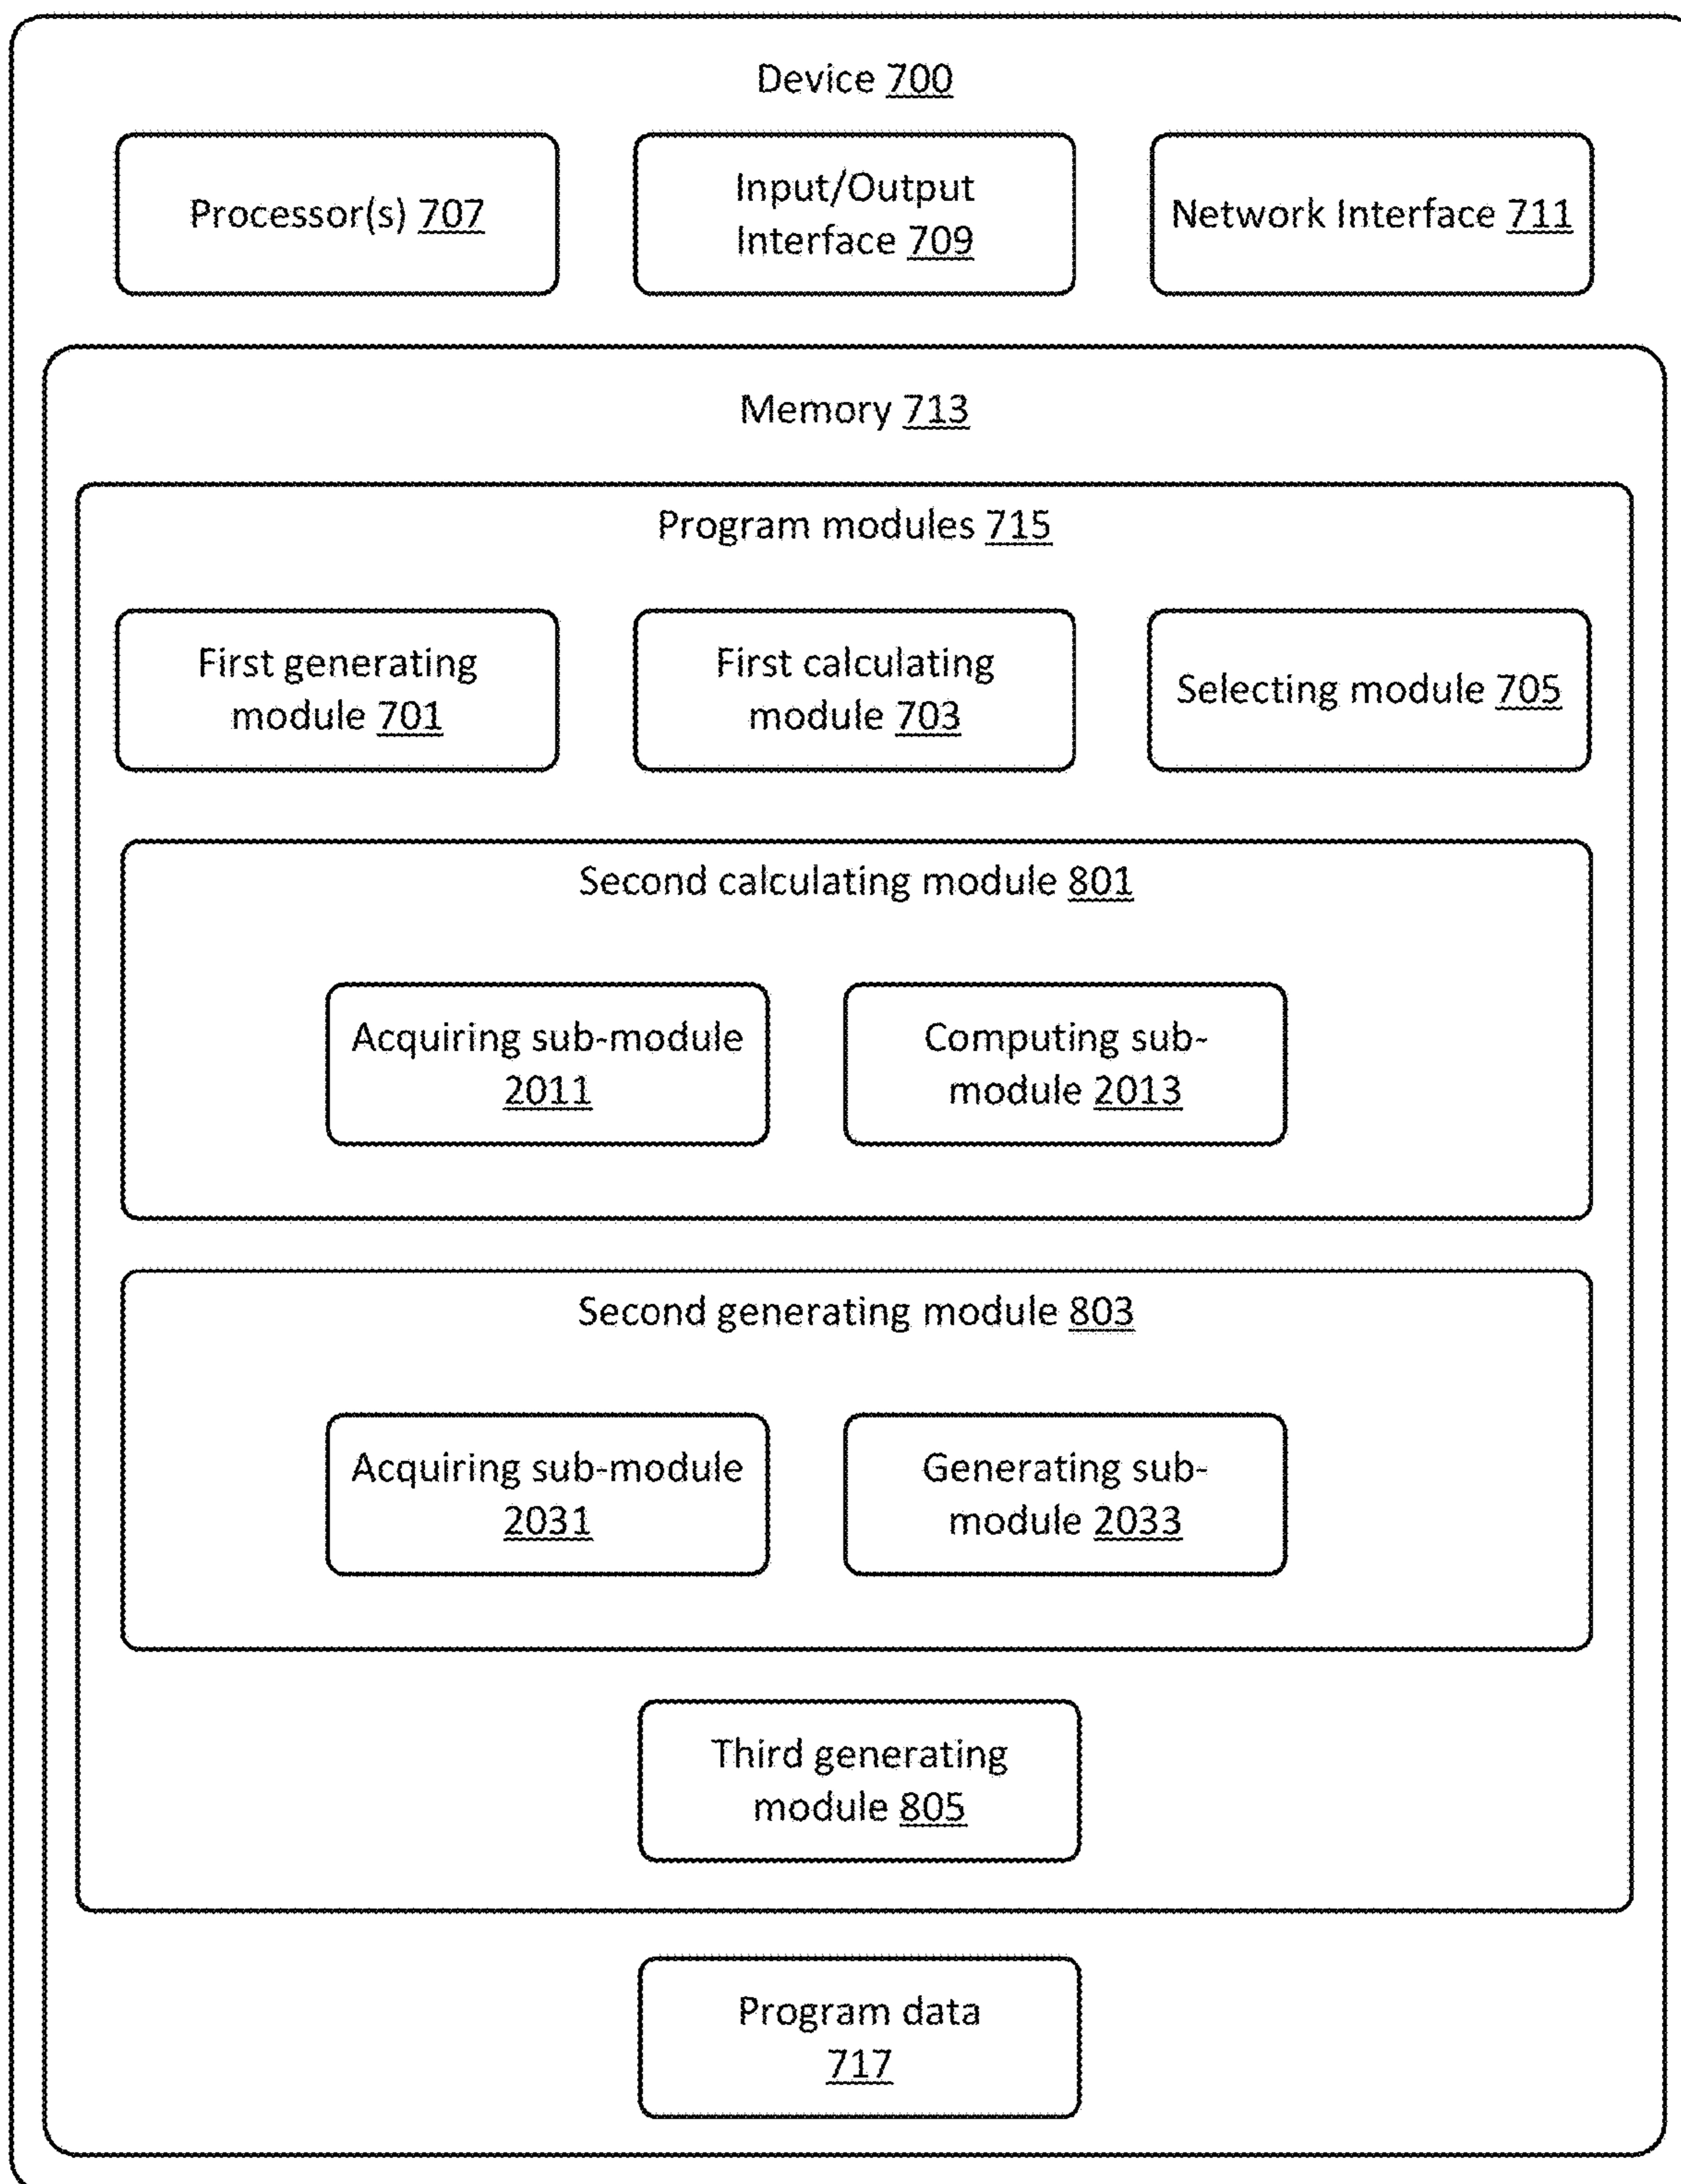 Device 700
Processor(s) 707
Input/Output
Interface 709
Network Interface 711
Memory 713
Program modules 715
First generating
module 701
First calculating
module 703
Selecting module 705
Second calculating module 801
Acquiring sub-module
2011
Computing sub-
module 2013
Second generating module 803
Acquiring sub-module
2031
Generating sub-
module 2033
Third generating
module 805
Program data
717